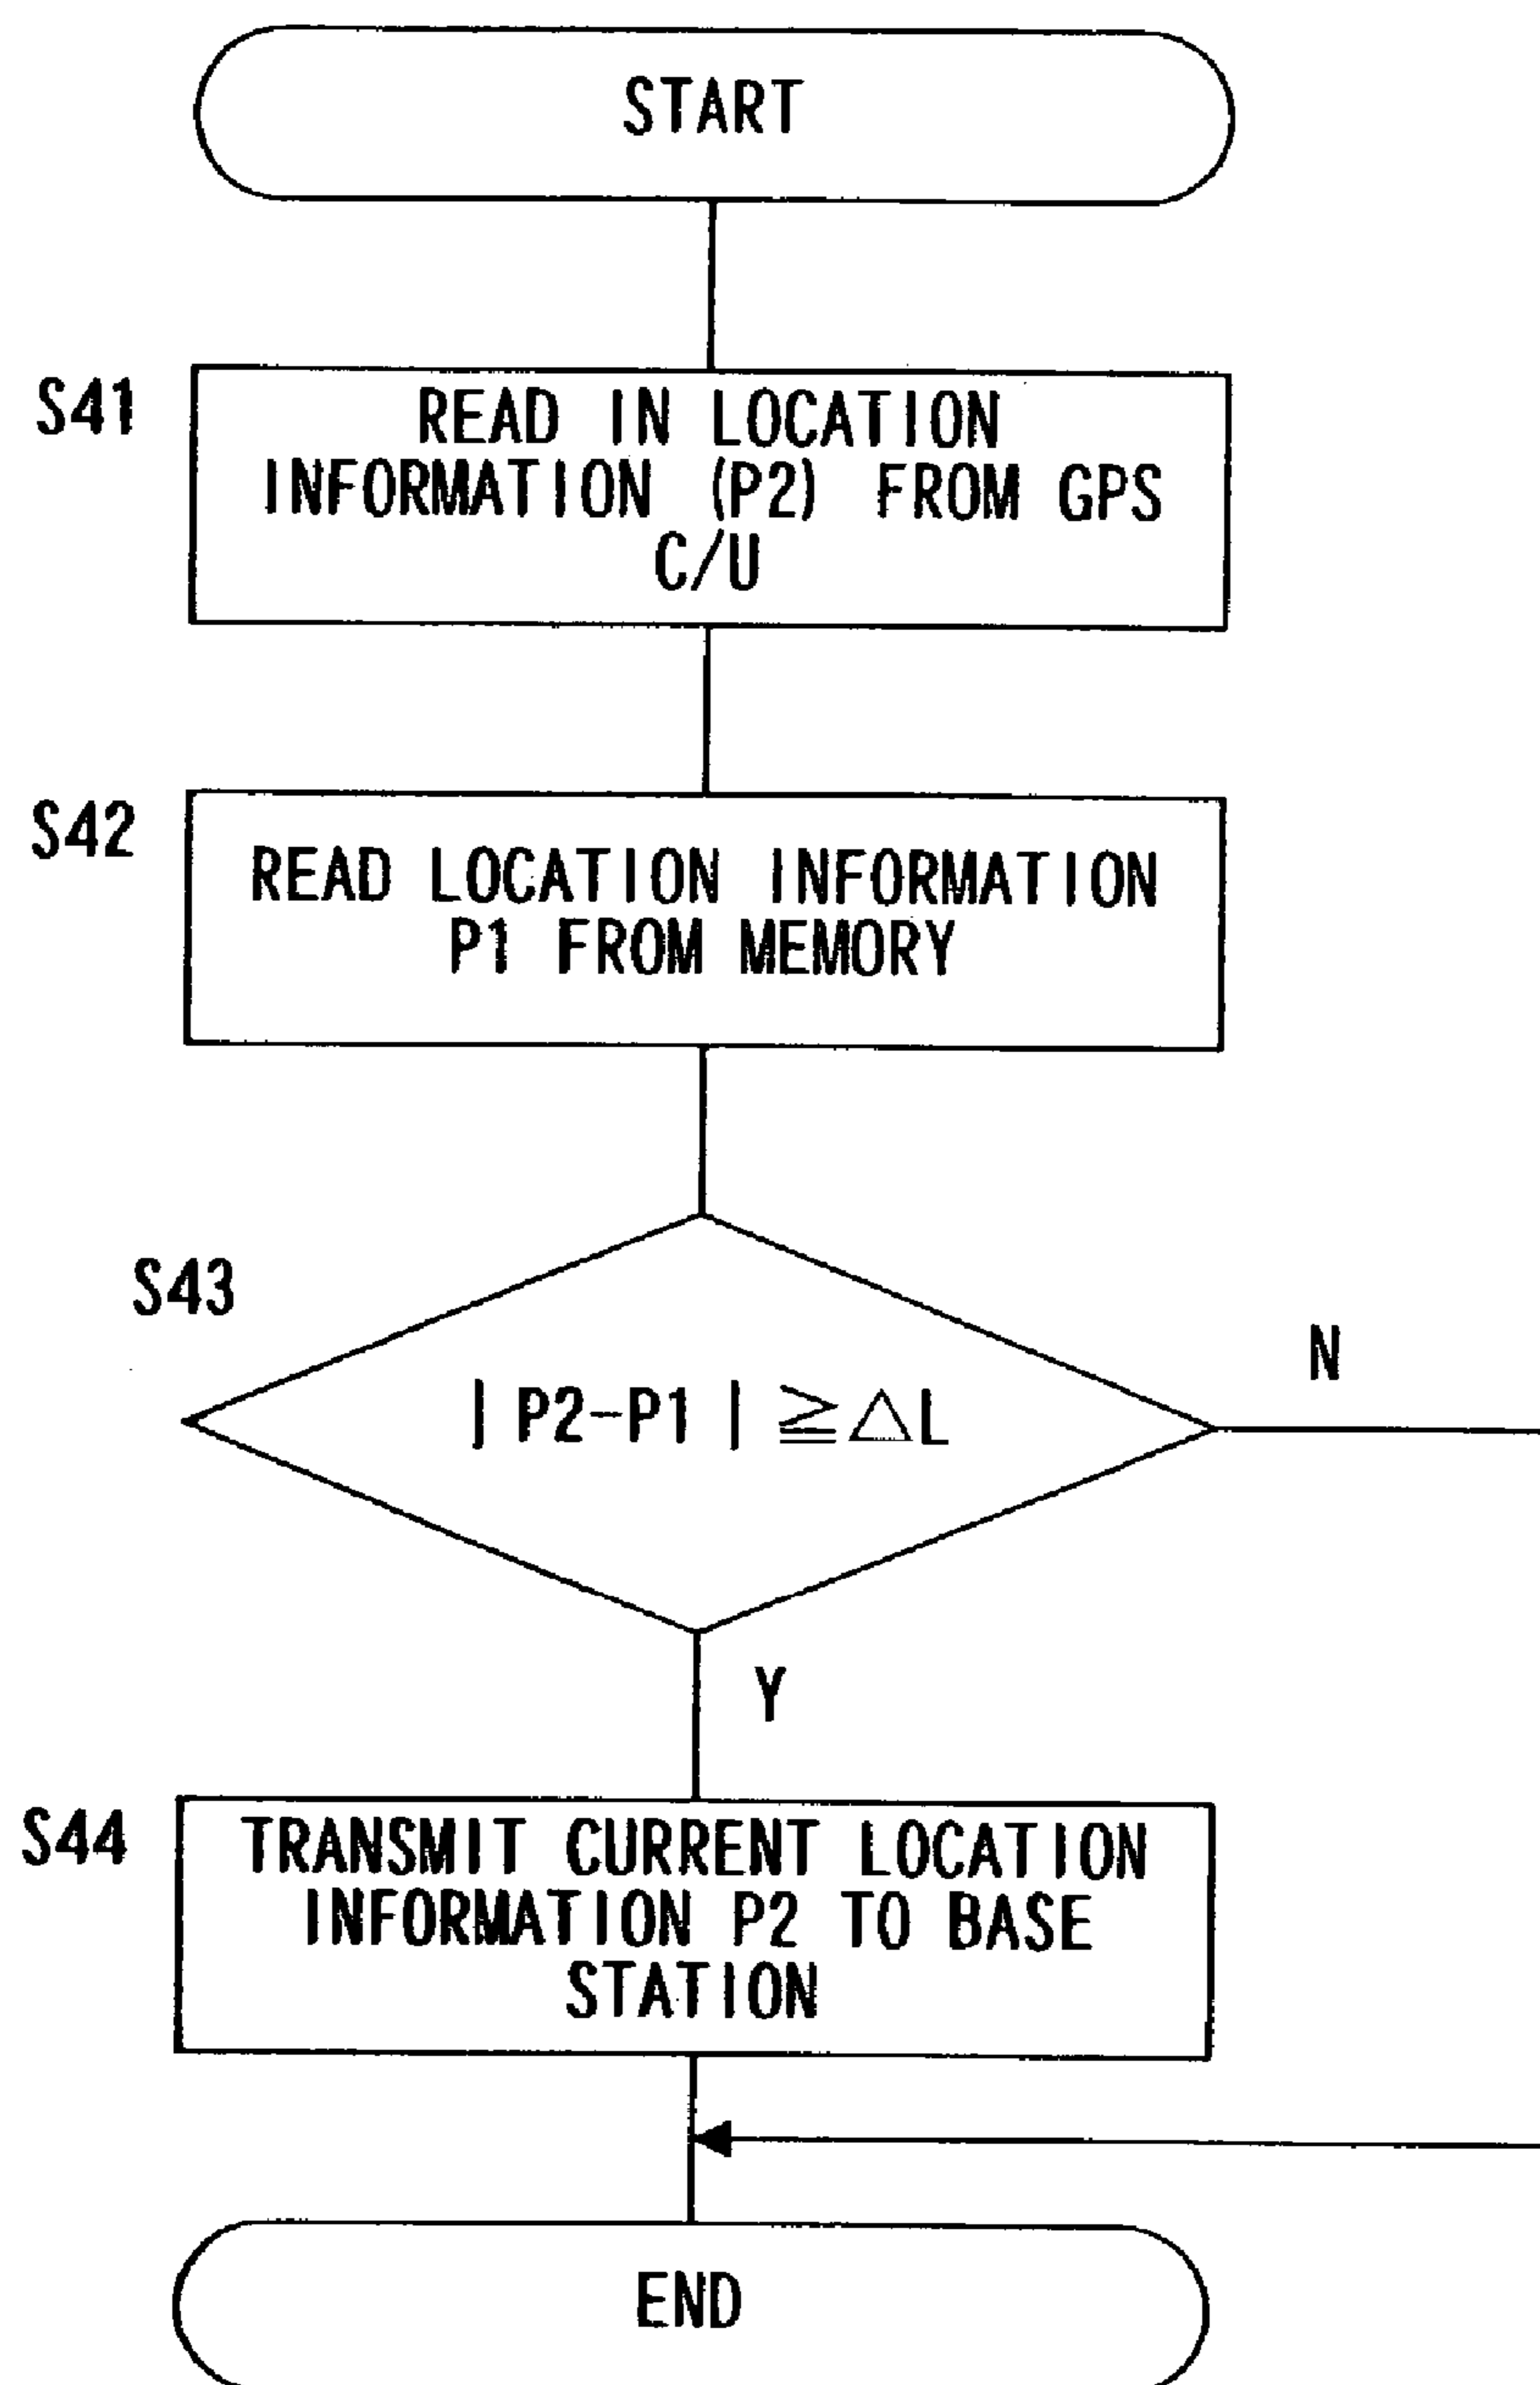 START
S41
READ IN LOCATION
INFORMATION (P2) FROM GPS
C/U
S42
READ LOCATION INFORMATION
P1 FROM MEMORY
S43
| P2-P1 | ≧△L
N
Y
S44
TRANSMIT CURRENT LOCATION
INFORMATION P2 TO BASE
STATION
END